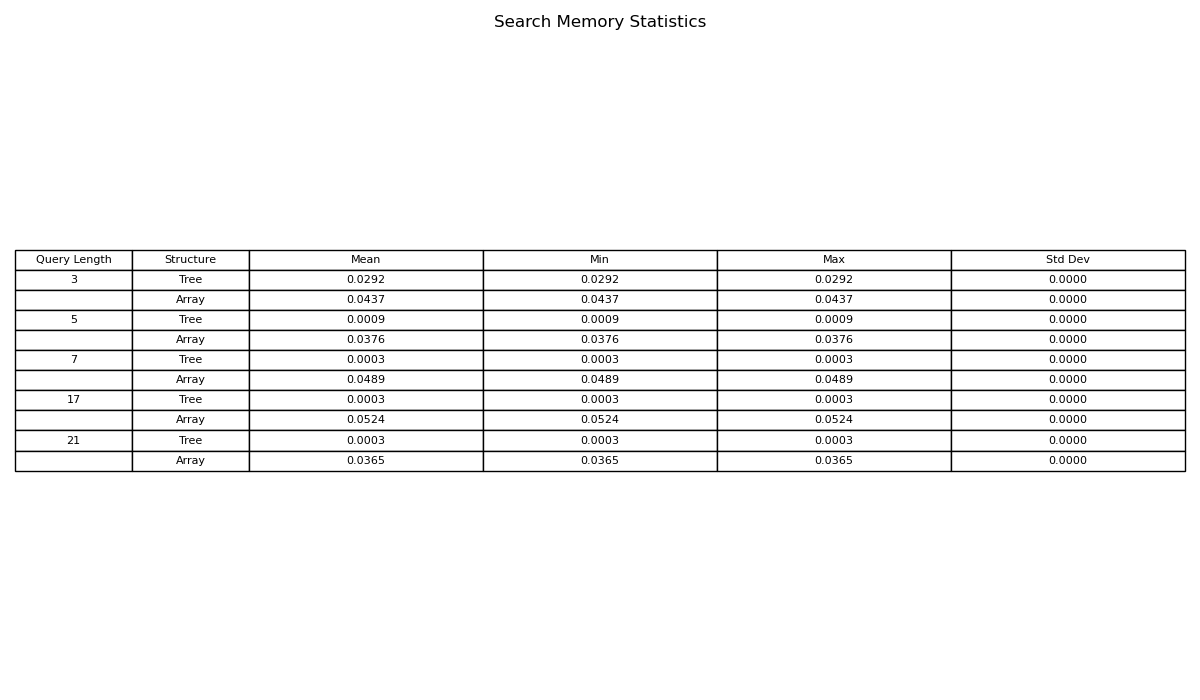 Search Memory Statistics
Query Length Structure Mean Min Max Std Dev
3 Tree 0.0292 0.0292 0.0292 0.0000
Array 0.0437 0.0437 0.0437 0.0000
5 Tree 0.0009 0.0009 0.0009 0.0000
Array 0.0376 0.0376 0.0376 0.0000
7 Tree 0.0003 0.0003 0.0003 0.0000
Array 0.0489 0.0489 0.0489 0.0000
17 Tree 0.0003 0.0003 0.0003 0.0000
Array 0.0524 0.0524 0.0524 0.0000
21 Tree 0.0003 0.0003 0.0003 0.0000
Array 0.0365 0.0365 0.0365 0.0000